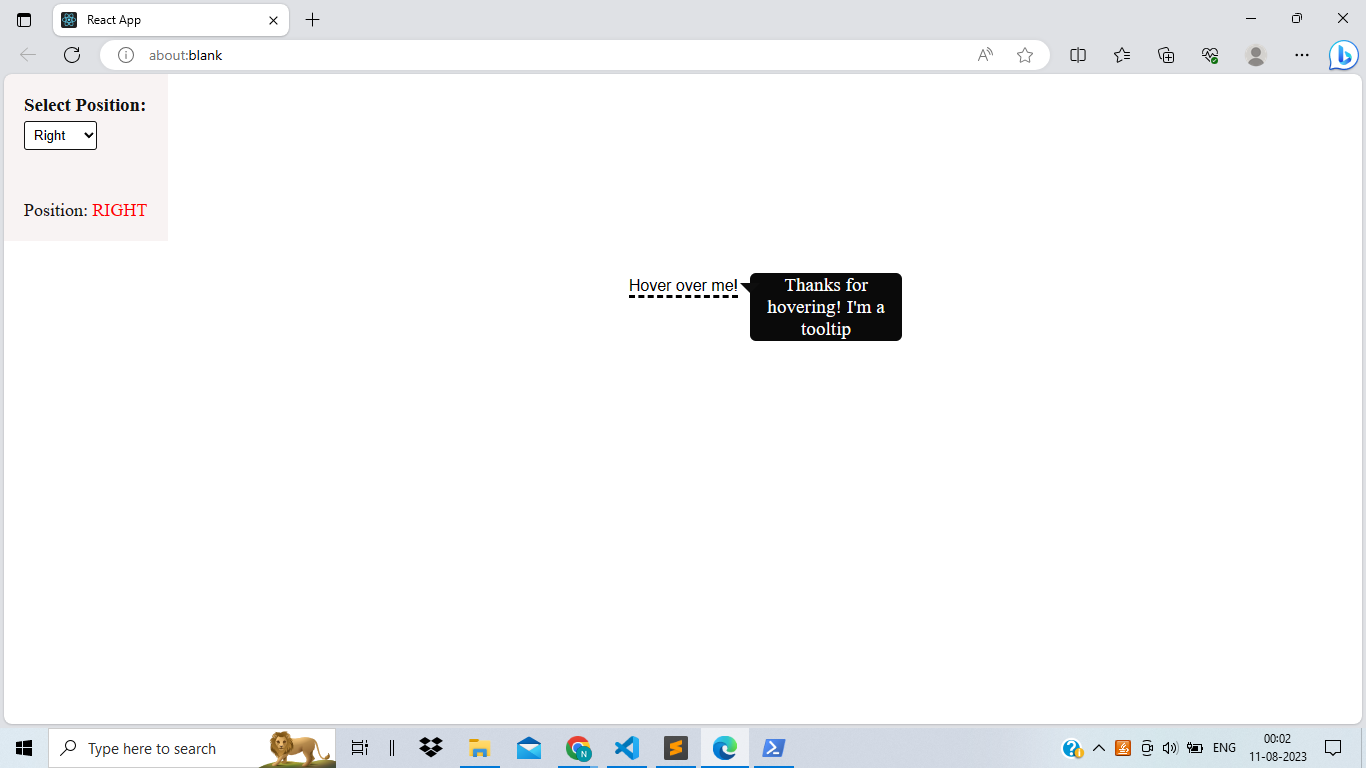 React App
about:blank
Select Position:
Right
Position: RIGHT
Hover over me!
Thanks for
hovering! I'm a
tooltip
Type here to search
N
ENG
00:02
11-08-2023